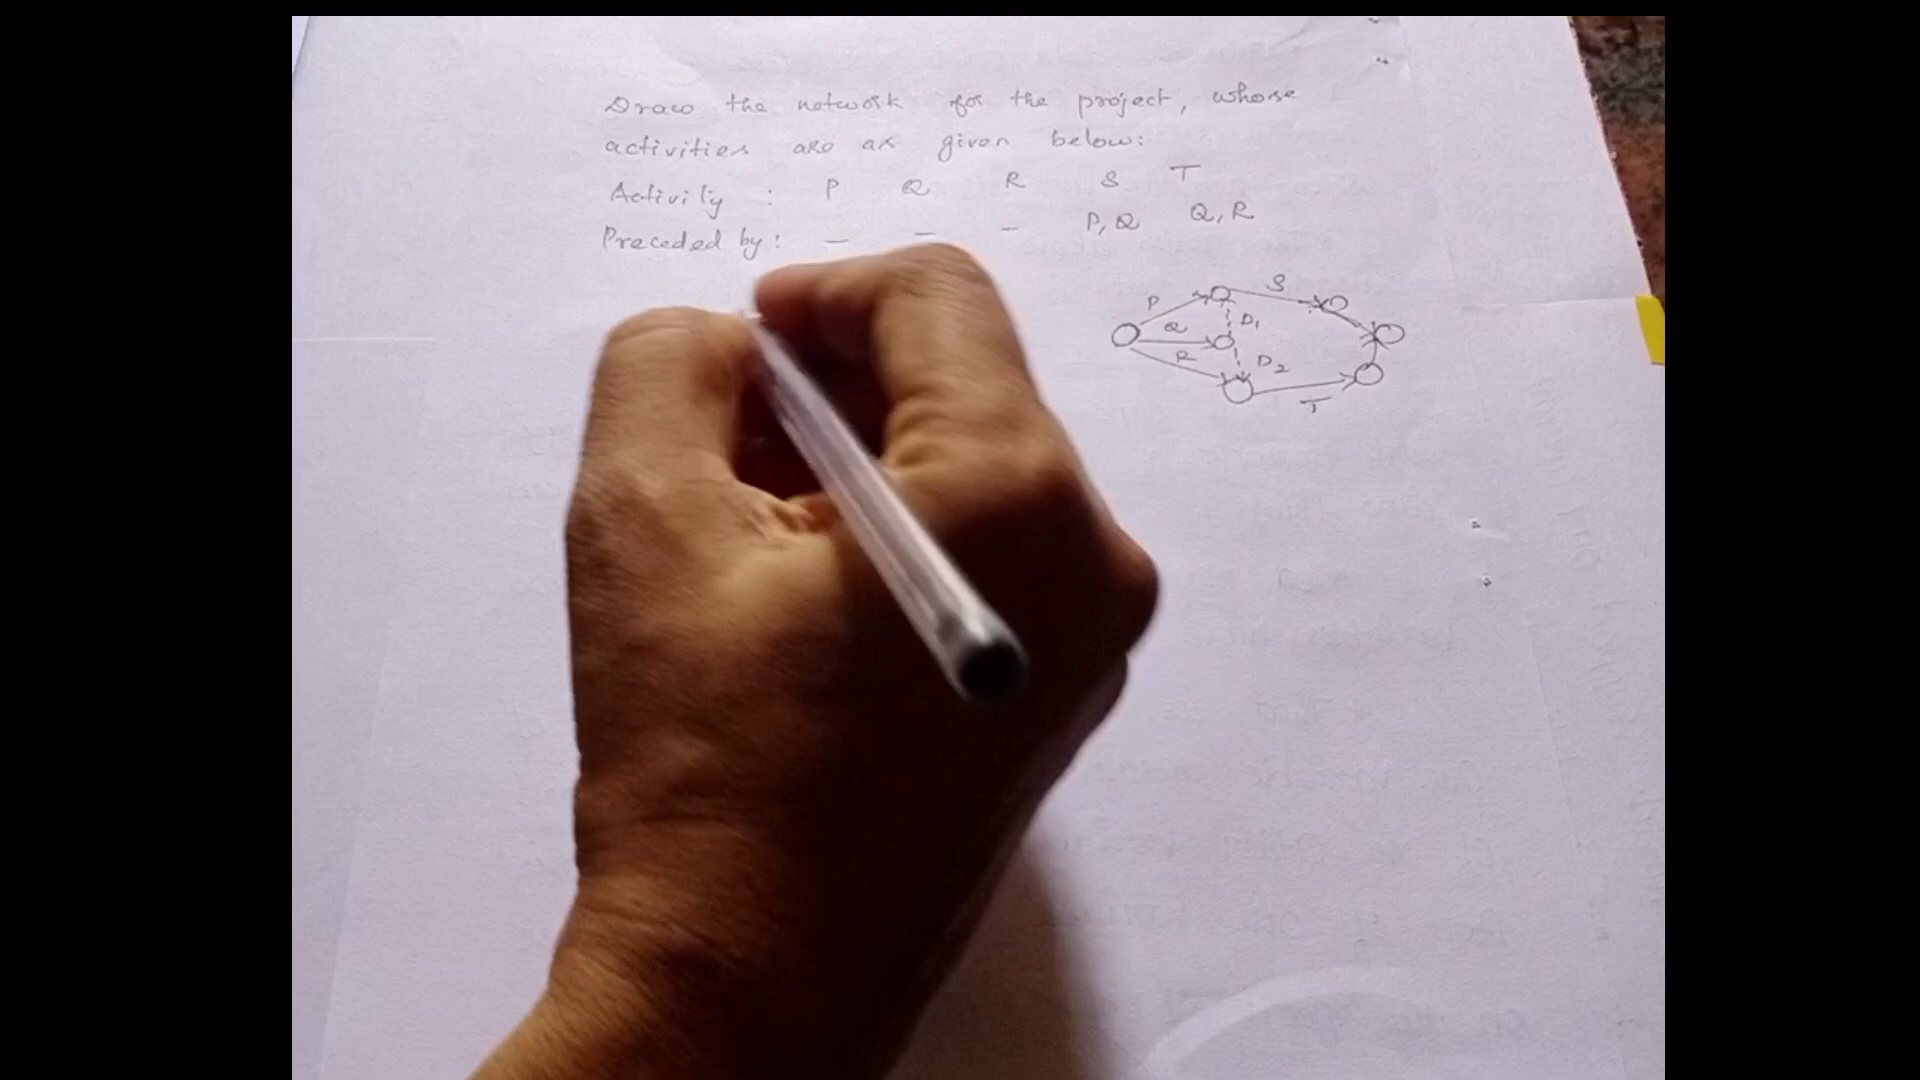 Draw the network for the project, whose
activities are as given below:
Activity : P Q R S T
Preceded by: — — — P, Q Q, R
P S
Q D1
R D2
T